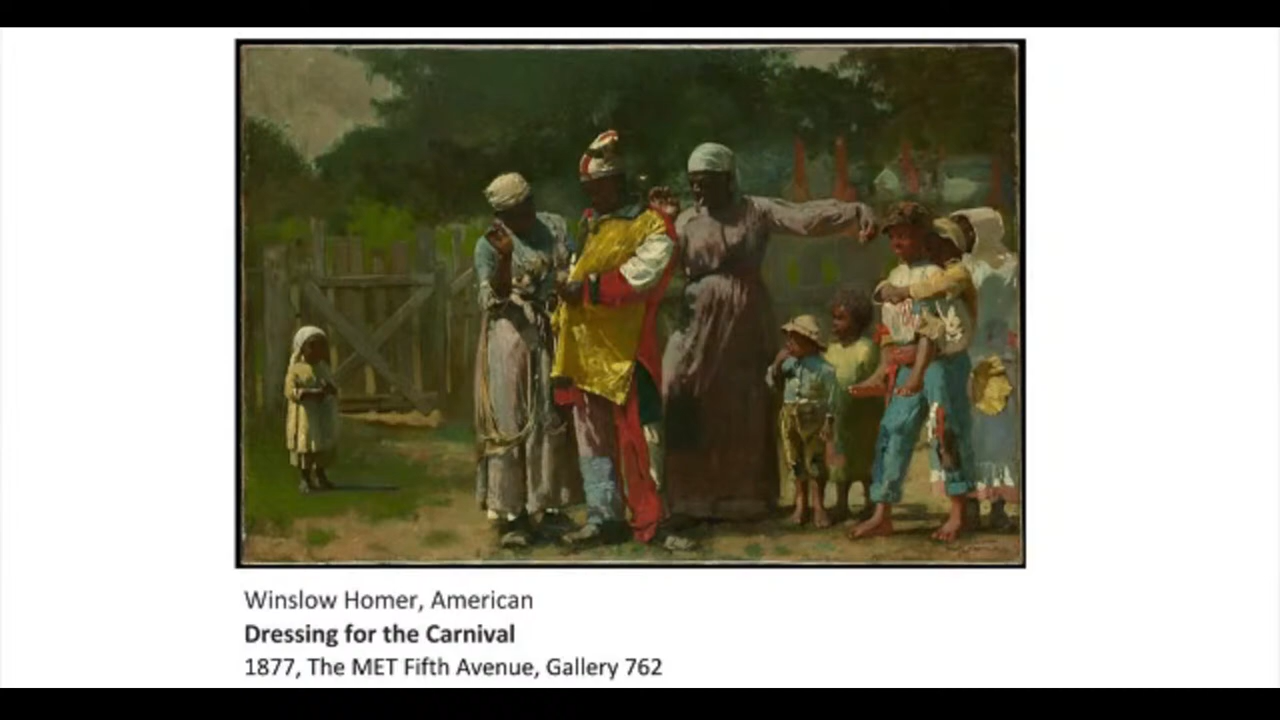 Winslow Homer, American
Dressing for the Carnival
1877, The MET Fifth Avenue, Gallery 762